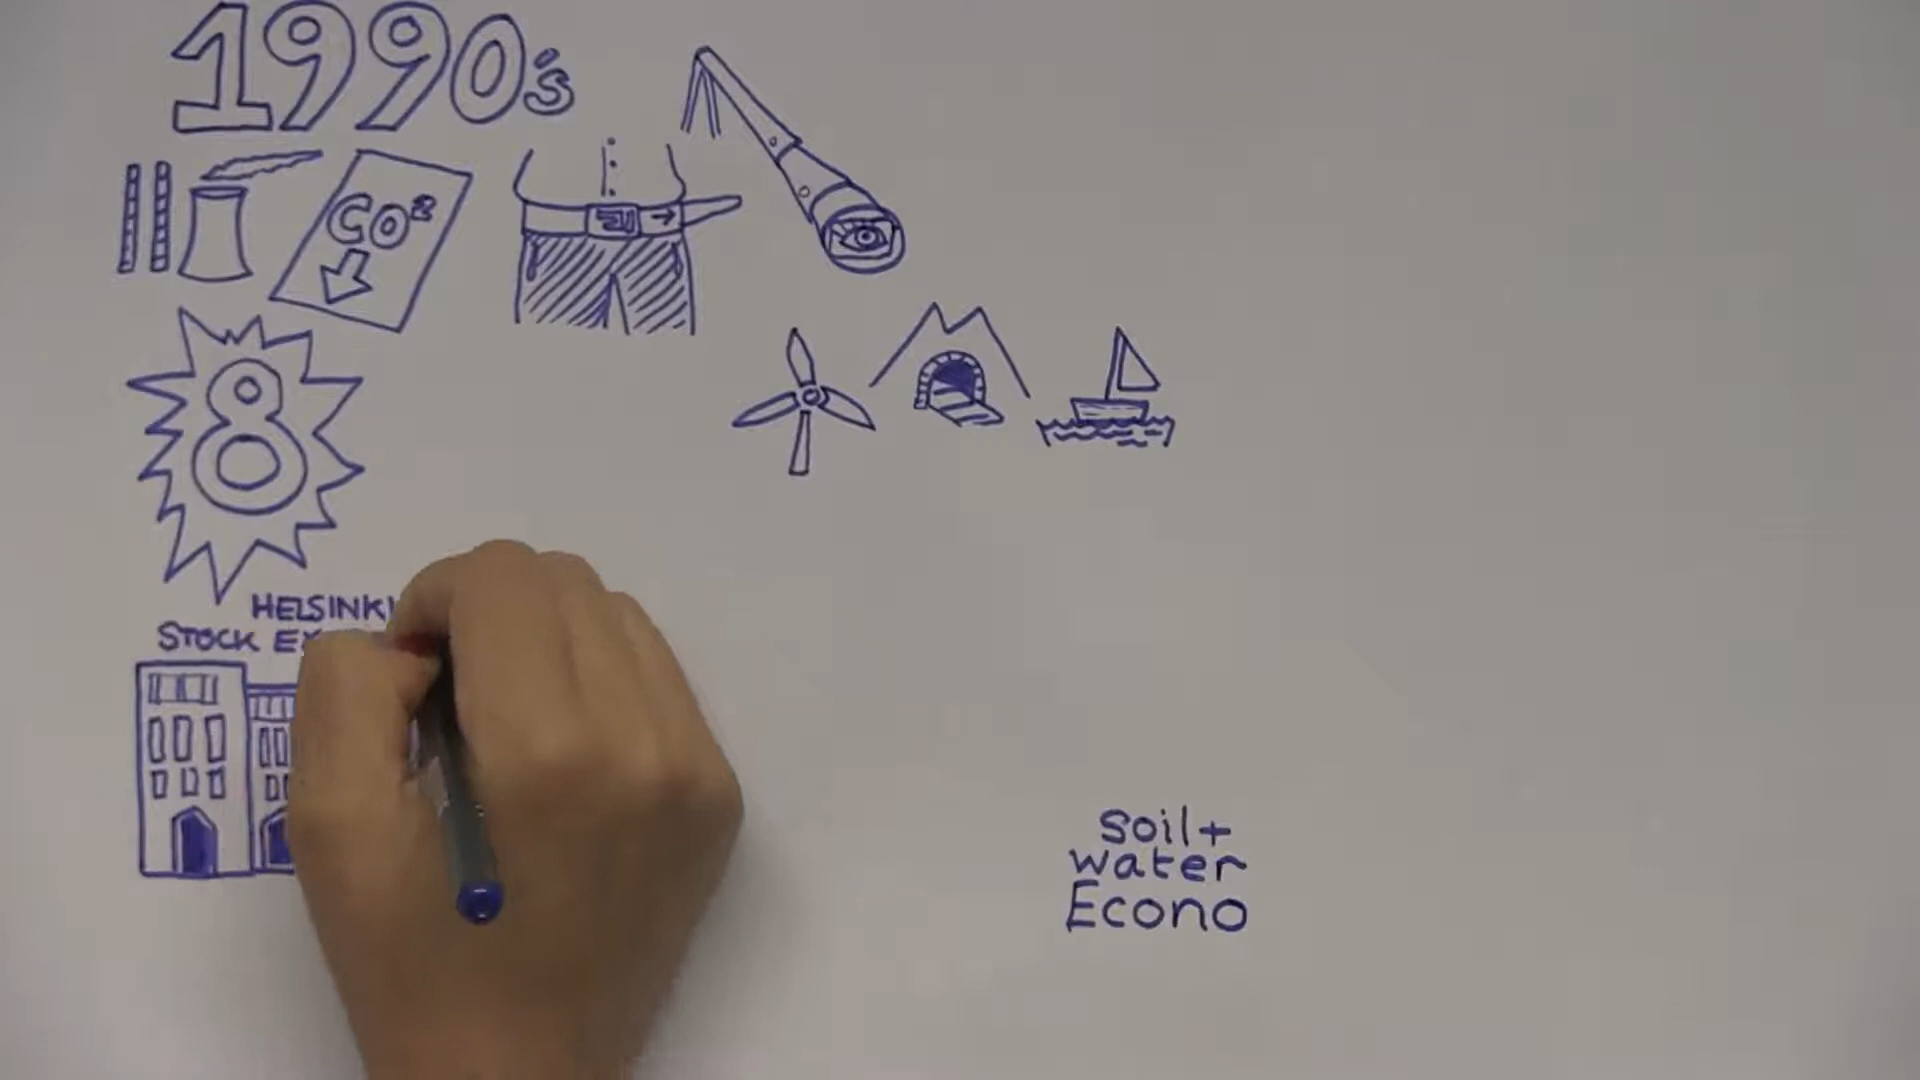 1990's
CO²
8
HELSINKI
STOCK
soil+
water
Econo